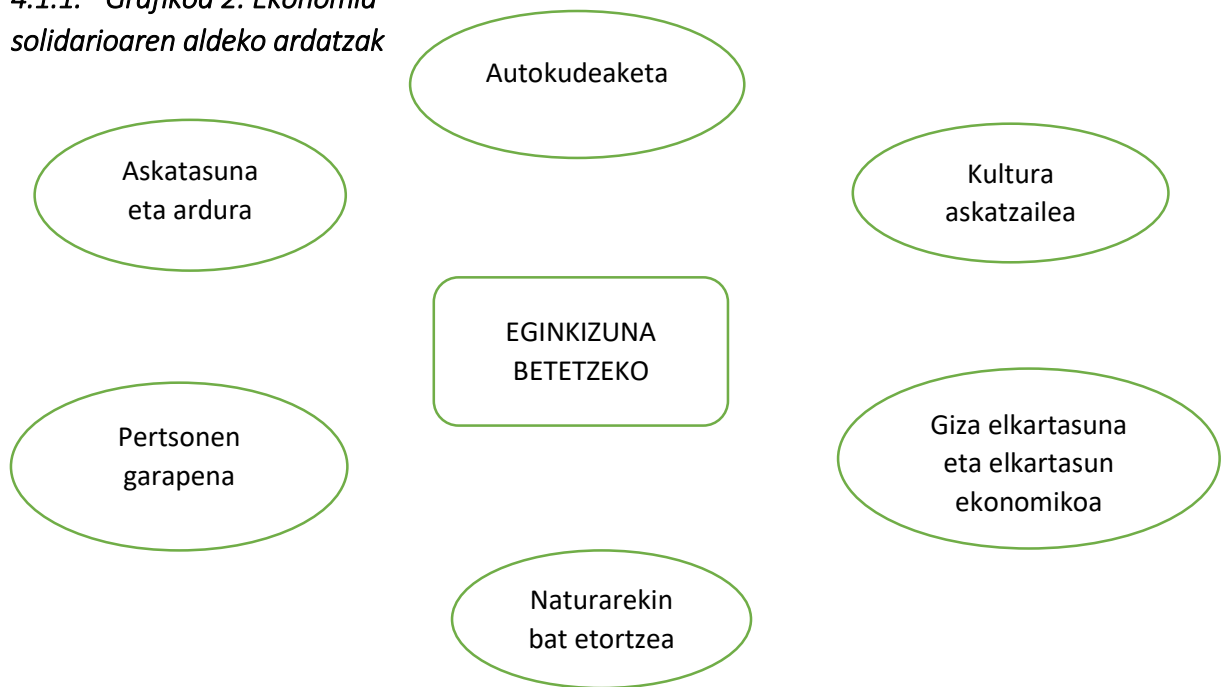 4.1.1. Grafikoa 2: Ekonomia
solidarioaren aldeko ardatzak
Autokudeaketa
Askatasuna
eta ardura
Kultura
askatzailea
EGINKIZUNA
BETETZEKO
Pertsonen
garapena
Giza elkartasuna
eta elkartasun
ekonomikoa
Naturarekin
bat etortzea